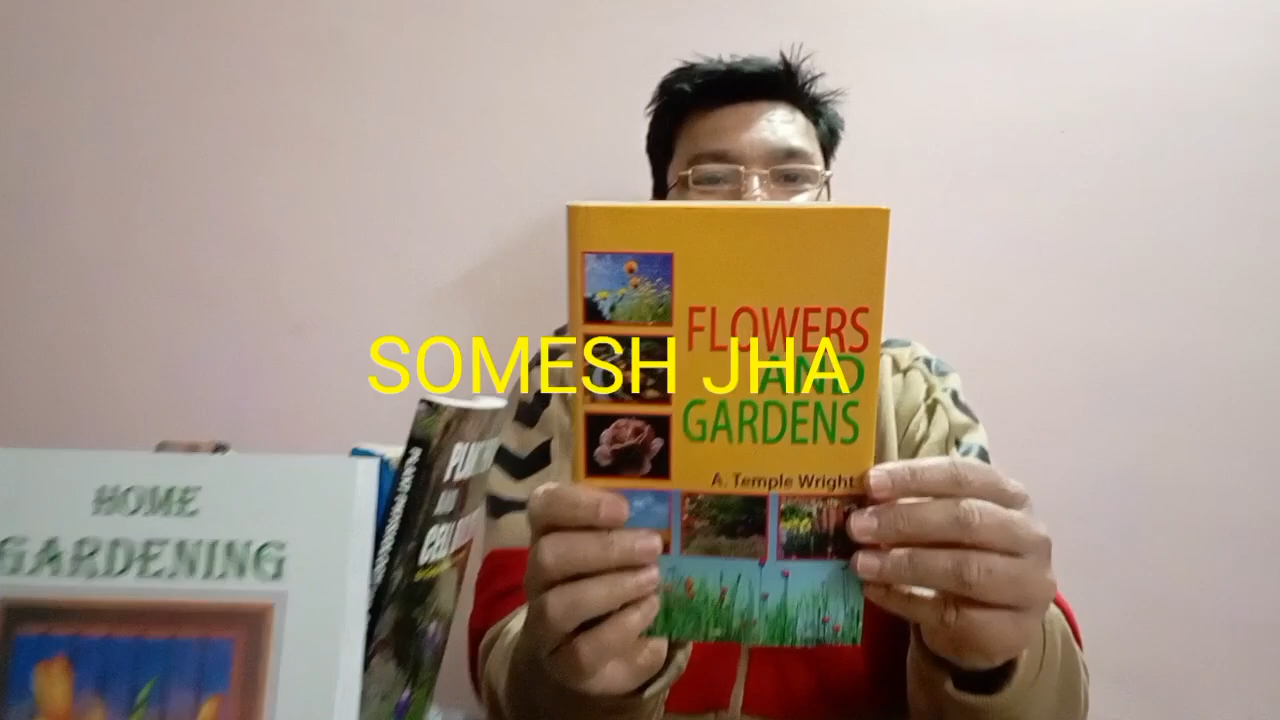 SOMESH JHA
FLOWERS
AND
GARDENS
A. Temple Wright
HOME
GARDENING